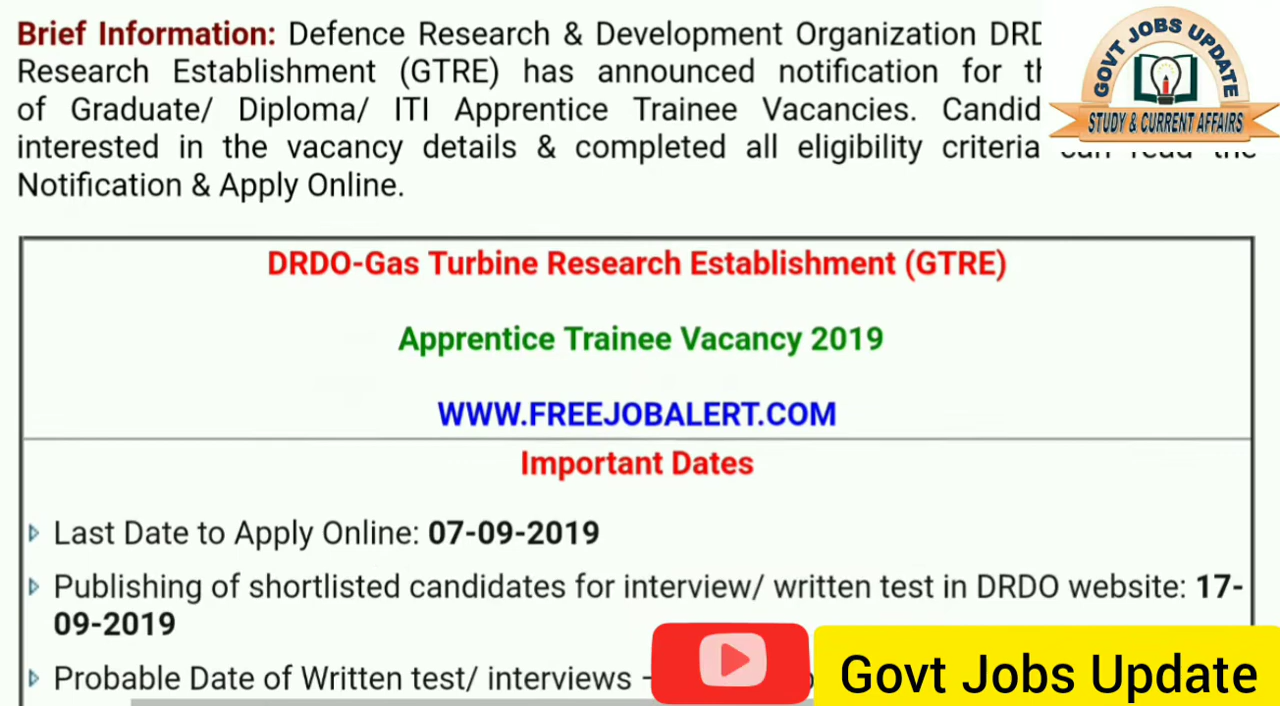 Brief Information: Defence Research & Development Organization
Research Establishment (GTRE) has announced notification for
of Graduate/ Diploma/ ITI Apprentice Trainee Vacancies.
interested in the vacancy details & completed all eligibility criteria can read the
Notification & Apply Online.
GOVT JOBS UPDATE
STUDY & CURRENT AFFAIRS
DRDO-Gas Turbine Research Establishment (GTRE)
Apprentice Trainee Vacancy 2019
WWW.FREEJOBALERT.COM
Important Dates
Last Date to Apply Online: 07-09-2019
Publishing of shortlisted candidates for interview/ written test in DRDO website: 17-
09-2019
Probable Date of Written test/ interviews -
Govt Jobs Update